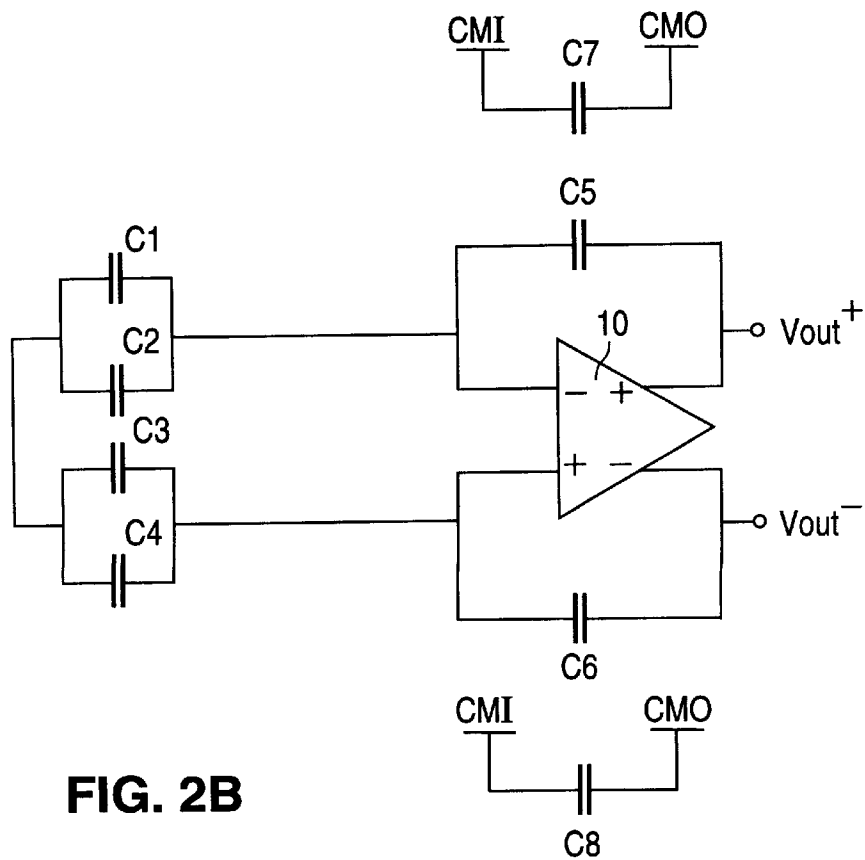 CMI
C7
CMO
C5
C1
10
Vout+
C2
− +
C3
+ −
C4
Vout−
C6
CMI
CMO
FIG. 2B
C8